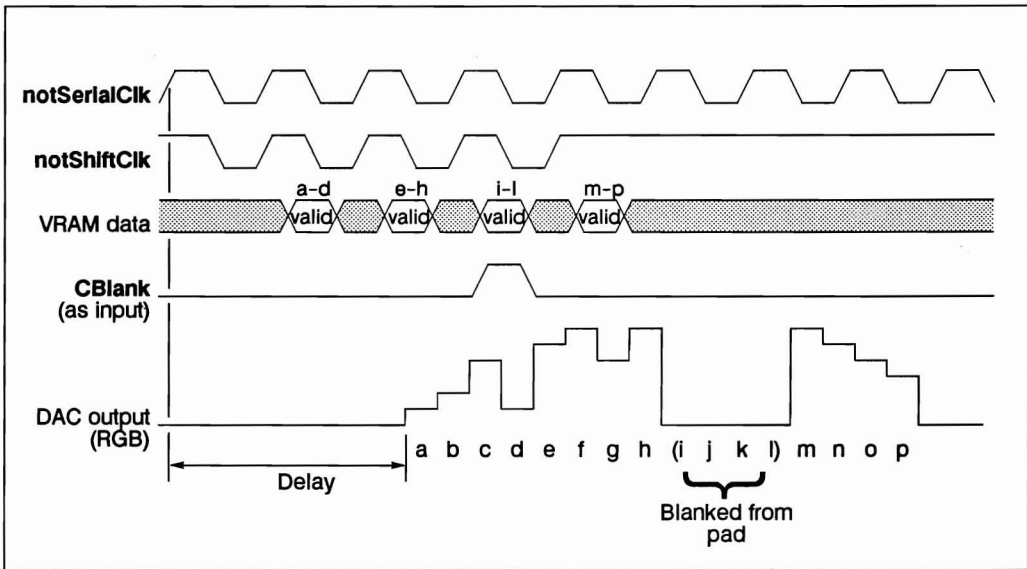 notSerialClk
notShiftClk
a-d e-h i-l m-p
VRAM data valid valid valid valid
CBlank
(as input)
DAC output
(RGB)
a b c d e f g h (i j k l) m n o p
Delay
Blanked from
pad